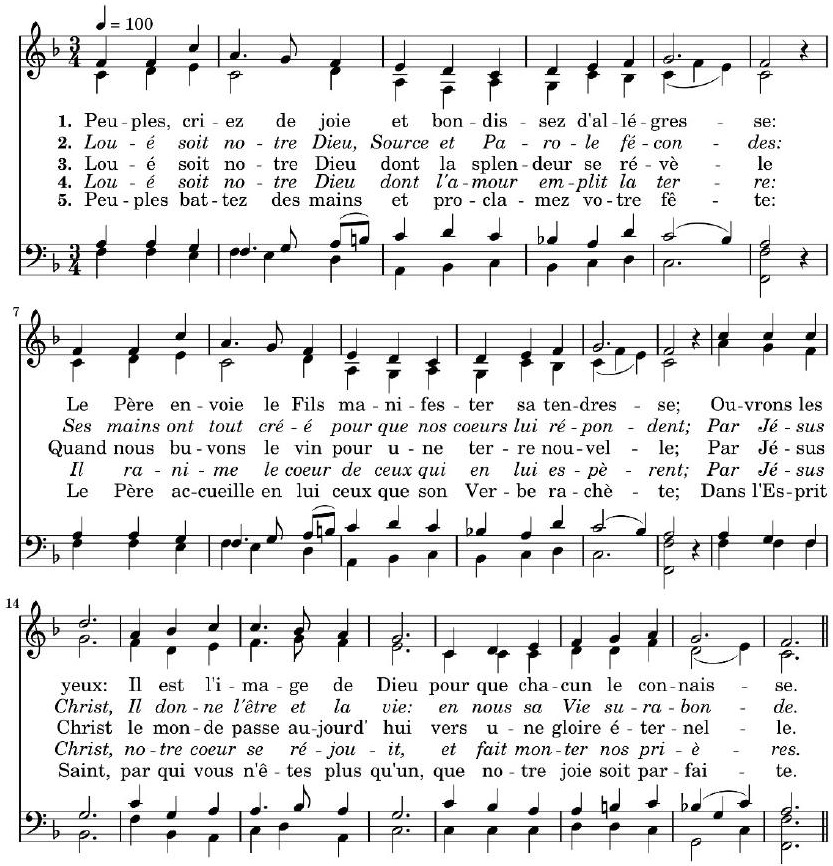 = 100
3
4
1. Peu - ples, cri - ez de joie et bon - dis - sez d'al - lé - gres - se:
2. Lou - é soit no - tre Dieu, Source et Pa - ro - le fé - con - des:
3. Lou - é soit no - tre Dieu dont la splen - deur se ré - vè - le
4. Lou - é soit no - tre Dieu dont l'a - mour em - plit la ter - re:
5. Peu - ples bat - tez des mains et pro - cla - mez vo - tre fê - te:
3
4
7
Le Père en - voie le Fils ma - ni - fes - ter sa ten - dres - se; Ou - vrons les
Ses mains ont tout cré - é pour que nos coeurs lui ré - pon - dent; Par Jé - sus
Quand nous bu - vons le vin pour u - ne ter - re nou - vel - le; Par Jé - sus
Il ra - ni - me le coeur de ceux qui en lui es - pè - rent; Par Jé - sus
Le Père ac - cueille en lui ceux que son Ver - be ra - chè - te; Dans l'Es - prit
14
yeux: Il est l'i - ma - ge de Dieu pour que cha - cun le con - nais - se.
Christ, Il don - ne l'être et la vie: en nous sa Vie su - ra - bon - de.
Christ le mon - de passe au - jourd' hui vers u - ne gloire é - ter - nel - le.
Christ, no - tre coeur se ré - jou - it, et fait mon - ter nos pri - è - res.
Saint, par qui vous n'ê - tes plus qu'un, que no - tre joie soit par - fai - te.